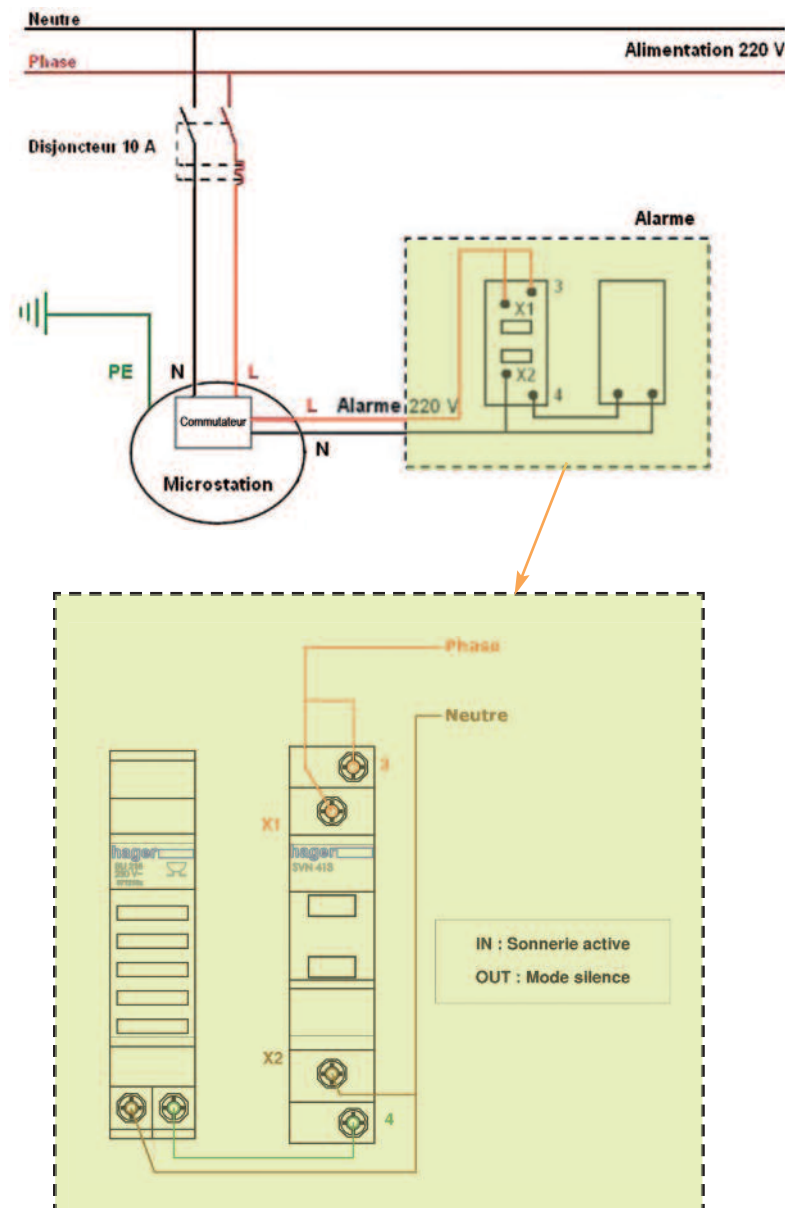 Neutre
Alimentation 220 V
Phase
Disjoncteur 10 A
Alarme
3
X1
X2
4
PE
N
L
L
Alarme 220 V
Commutateur
N
Microstation
Phase
Neutre
3
X1
hager
hager
230 V~
SVN 413
IN : Sonnerie active
OUT : Mode silence
X2
4